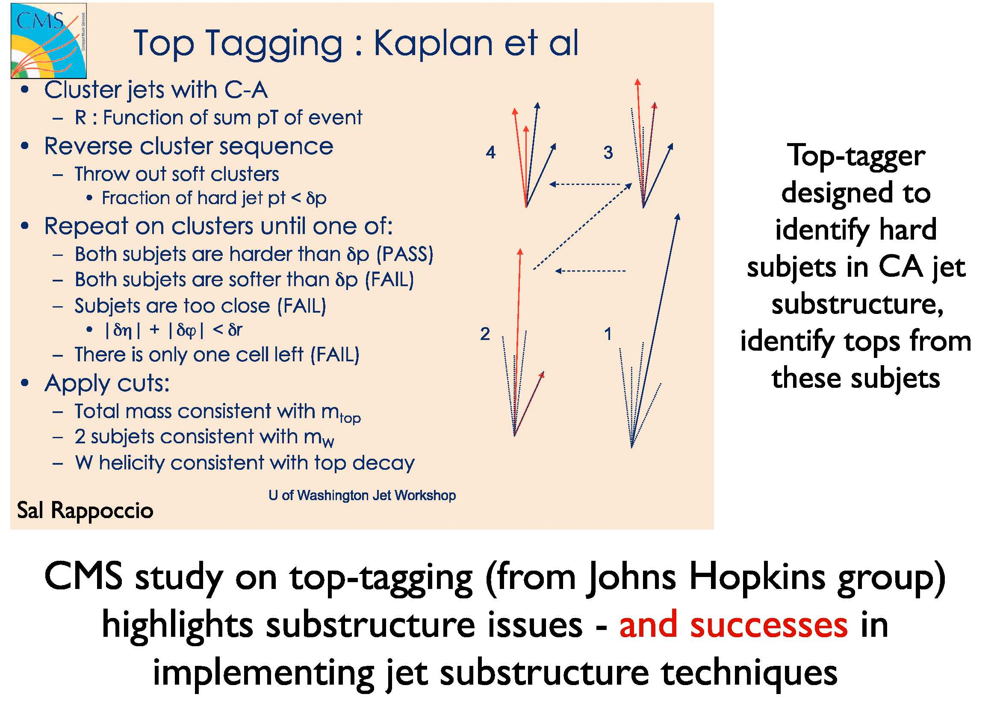 CMS
Compact Muon Solenoid
Top Tagging : Kaplan et al
• Cluster jets with C-A
– R : Function of sum pT of event
• Reverse cluster sequence
– Throw out soft clusters
• Fraction of hard jet pt < δp
• Repeat on clusters until one of:
– Both subjets are harder than δp (PASS)
– Both subjets are softer than δp (FAIL)
– Subjets are too close (FAIL)
• |δη| + |δφ| < δr
– There is only one cell left (FAIL)
• Apply cuts:
– Total mass consistent with m_top
– 2 subjets consistent with m_W
– W helicity consistent with top decay
4
3
2
1
U of Washington Jet Workshop
Sal Rappoccio
Top-tagger
designed to
identify hard
subjets in CA jet
substructure,
identify tops from
these subjets
CMS study on top-tagging (from Johns Hopkins group)
highlights substructure issues - and successes in
implementing jet substructure techniques